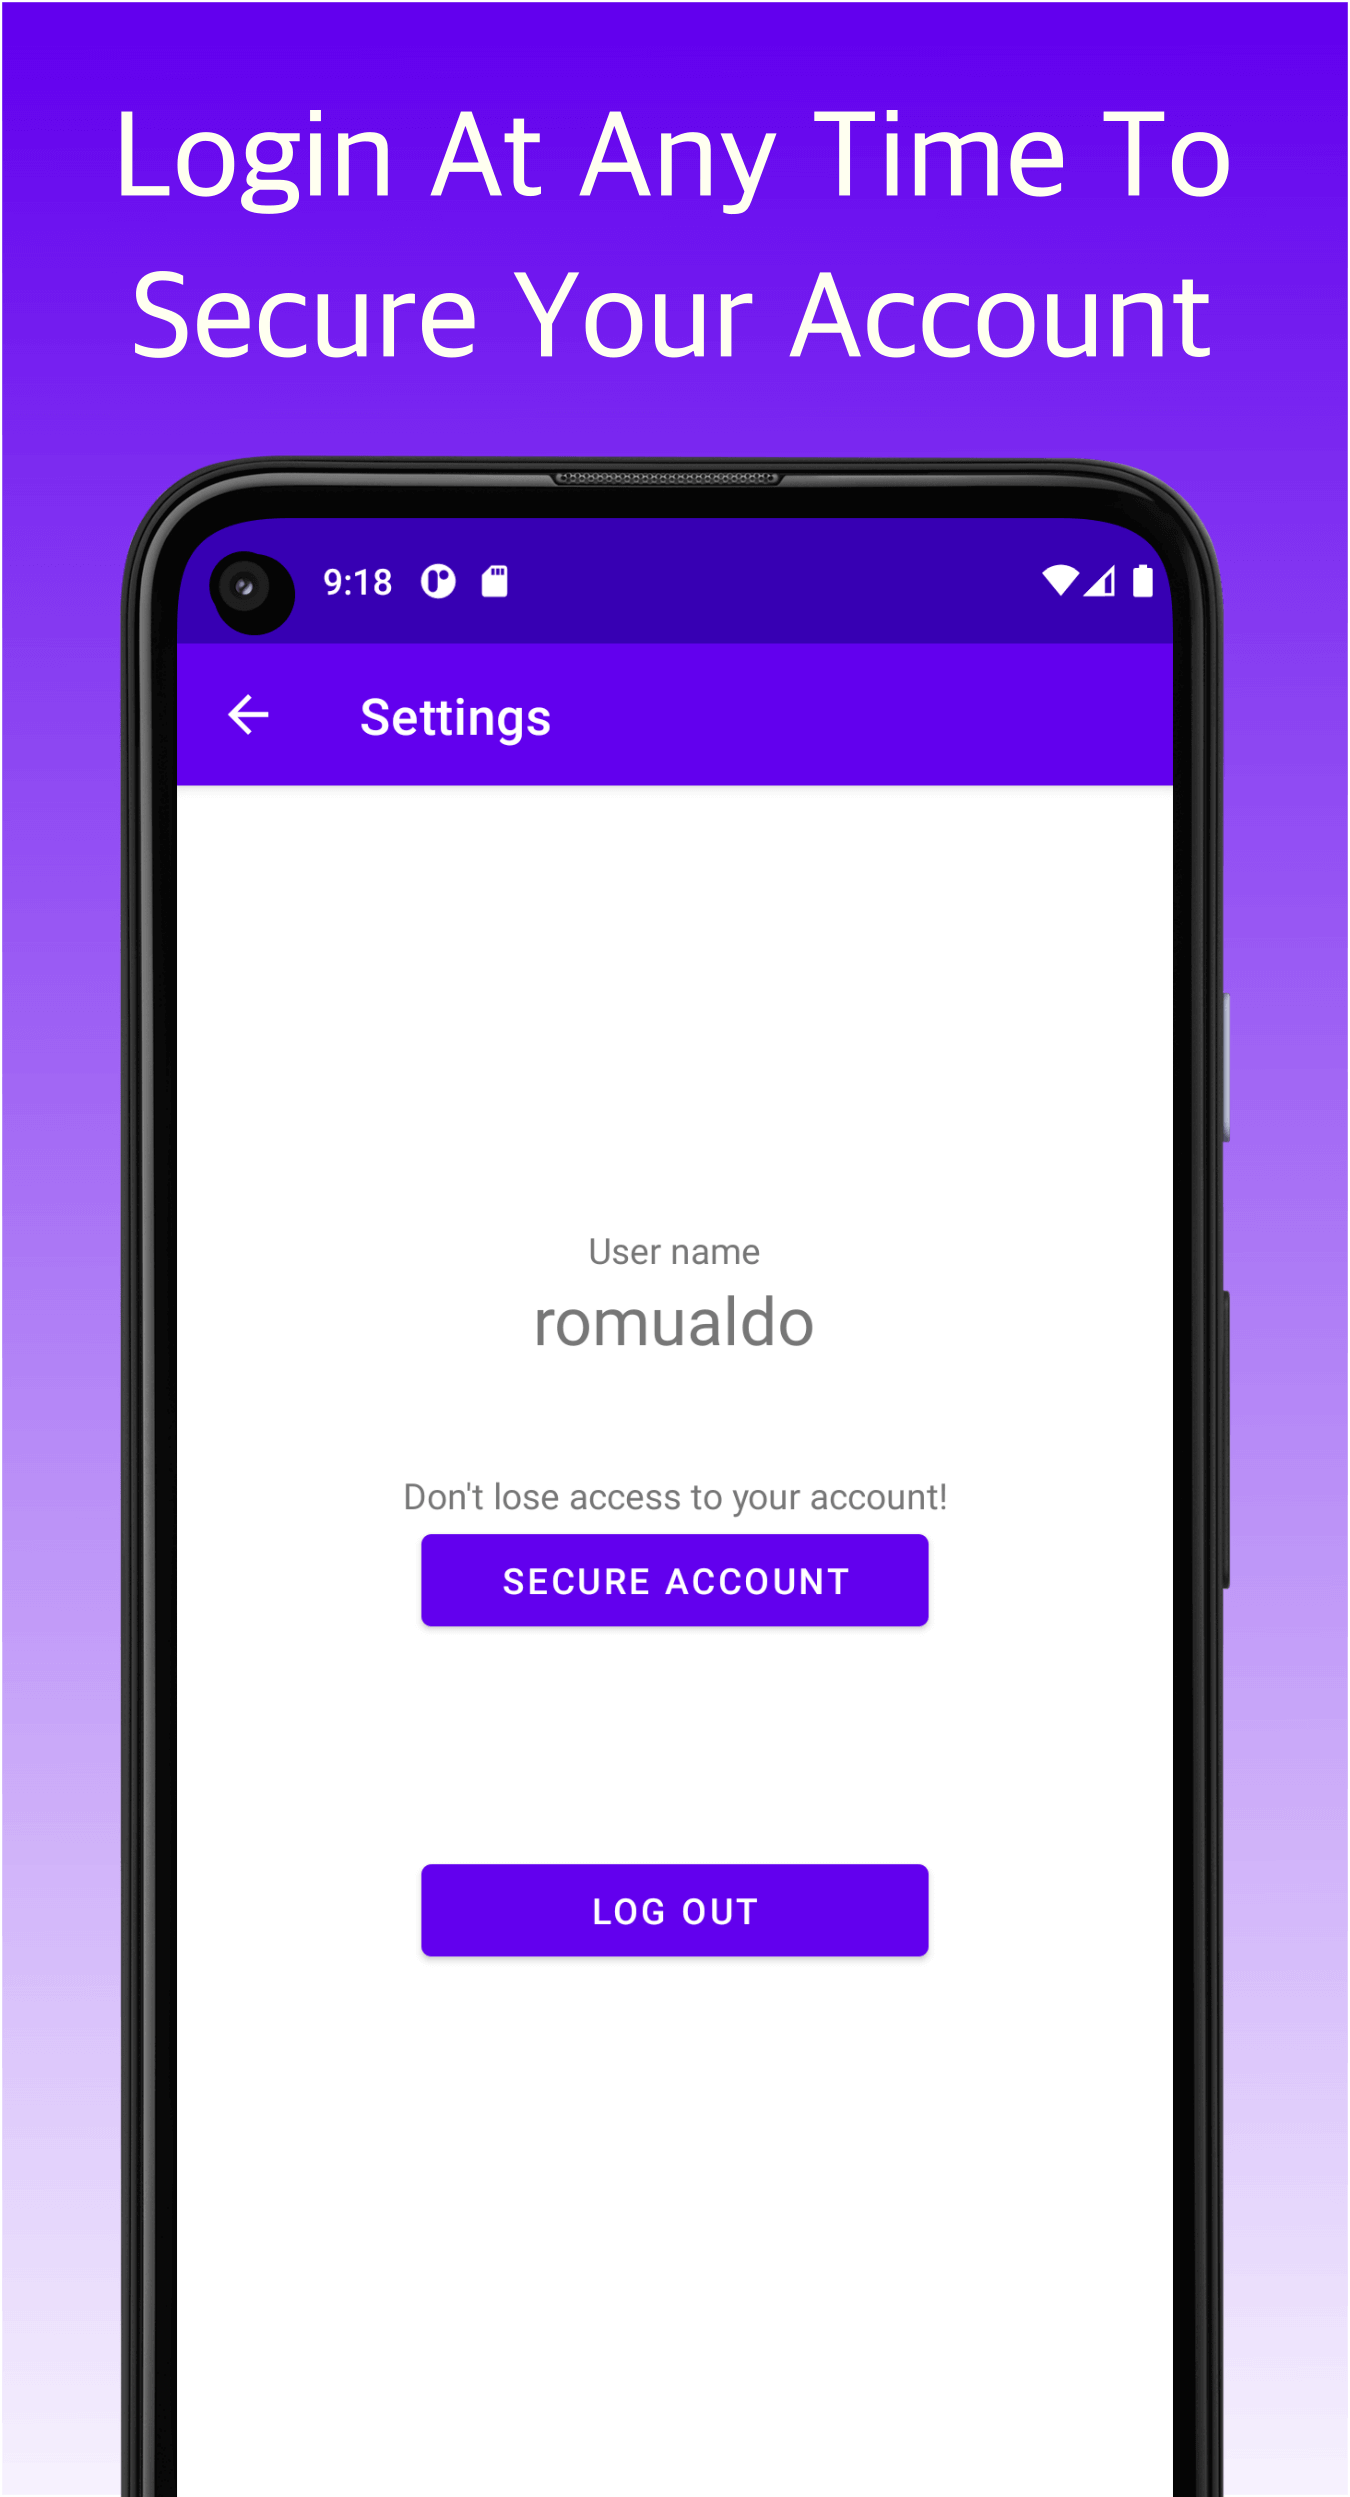 Login At Any Time To
Secure Your Account
9:18
Settings
User name
romualdo
Don't lose access to your account!
SECURE ACCOUNT
LOG OUT